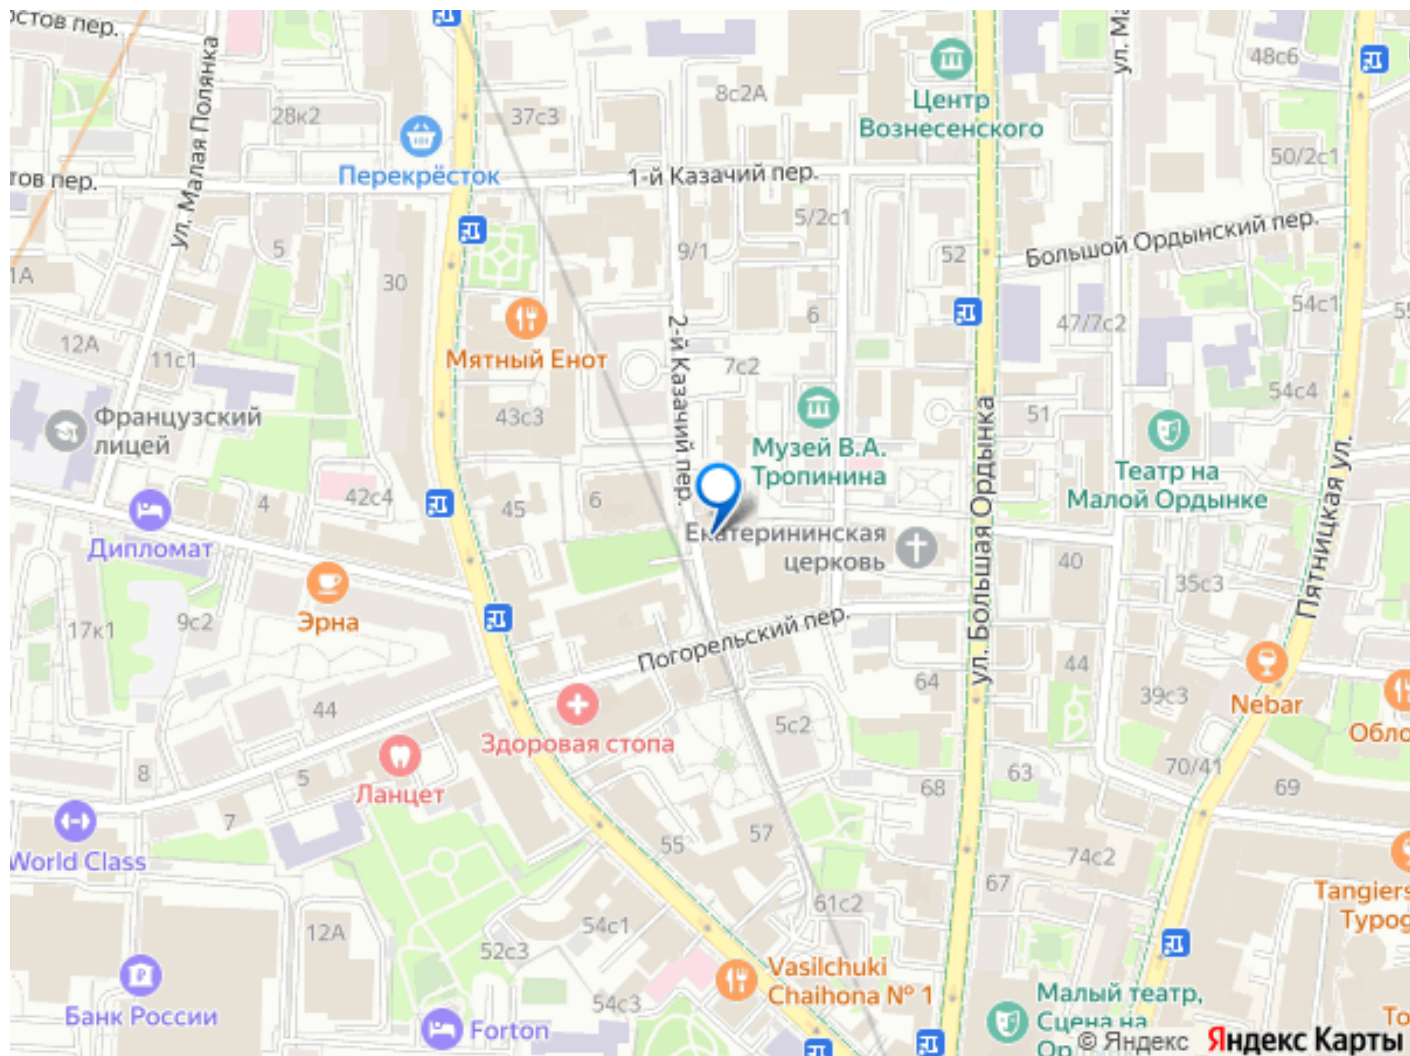 стов пер.
ул. Малая Полянка
28к2
37с3
8с2А
Центр
Вознесенского
ул. Ма
48с6
50/2с1
Перекрёсток
тов пер.
1-й Казачий пер.
5/2с1
9/1
52
Большой Ордынский пер.
1А
5
30
54с1
55
47/7с2
6
12А
11с1
Мятный Енот
2-й Казачий пер.
7с2
54с4
Французский
лицей
43с3
Музей В.А.
Тропинина
51
ул. Большая Ордынка
Театр на
Малой Ордынке
Пятницкая ул.
4
42с4
45
6
Дипломат
Екатерининская
церковь
40
35с3
Эрна
17к1
9с2
Погорельский пер.
44
64
44
39с3
Nebar
Обло
Здоровая стопа
5с2
8
5
Ланцет
7
63
70/41
69
68
World Class
55
57
74с2
67
Tangiers
Турог
61с2
12А
54с1
52с3
Vasilchuki
Chaihona № 1
Банк России
54с3
Forton
Малый театр,
Сцена на
Ор
То
© Яндекс
Яндекс Карты